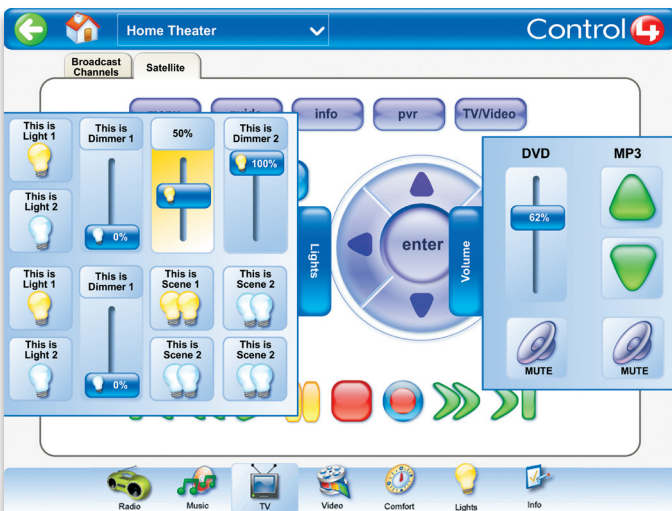 Home Theater
Control4
Broadcast
Channels
Satellite
menu
guide
info
pvr
TV/Video
This is
Light 1
This is
Dimmer 1
50%
This is
Dimmer 2
100%
This is
Light 2
0%
This is
Light 1
This is
Dimmer 1
This is
Scene 1
This is
Scene 2
This is
Light 2
0%
This is
Scene 2
This is
Scene 2
Lights
enter
Volume
DVD
MP3
62%
MUTE
MUTE
Radio
Music
TV
Video
Comfort
Lights
Info